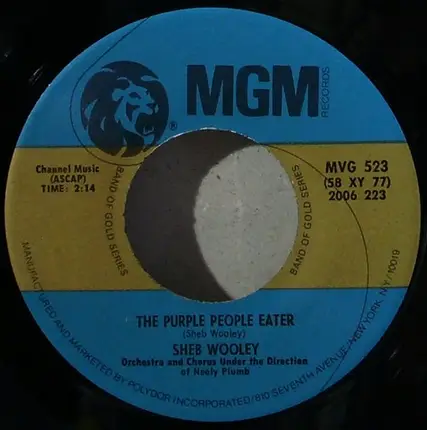 MGM
RECORDS
®
Channel Music
(ASCAP)
TIME: 2:14
BAND OF GOLD SERIES
BAND OF GOLD SERIES
MVG 523
(58 XY 77)
2006 223
THE PURPLE PEOPLE EATER
(Sheb Wooley)
SHEB WOOLEY
Orchestra and Chorus Under the Direction
of Neely Plumb
MANUFACTURED AND MARKETED BY POLYDOR INCORPORATED/810 SEVENTH AVENUE/NEW YORK, NY/10019